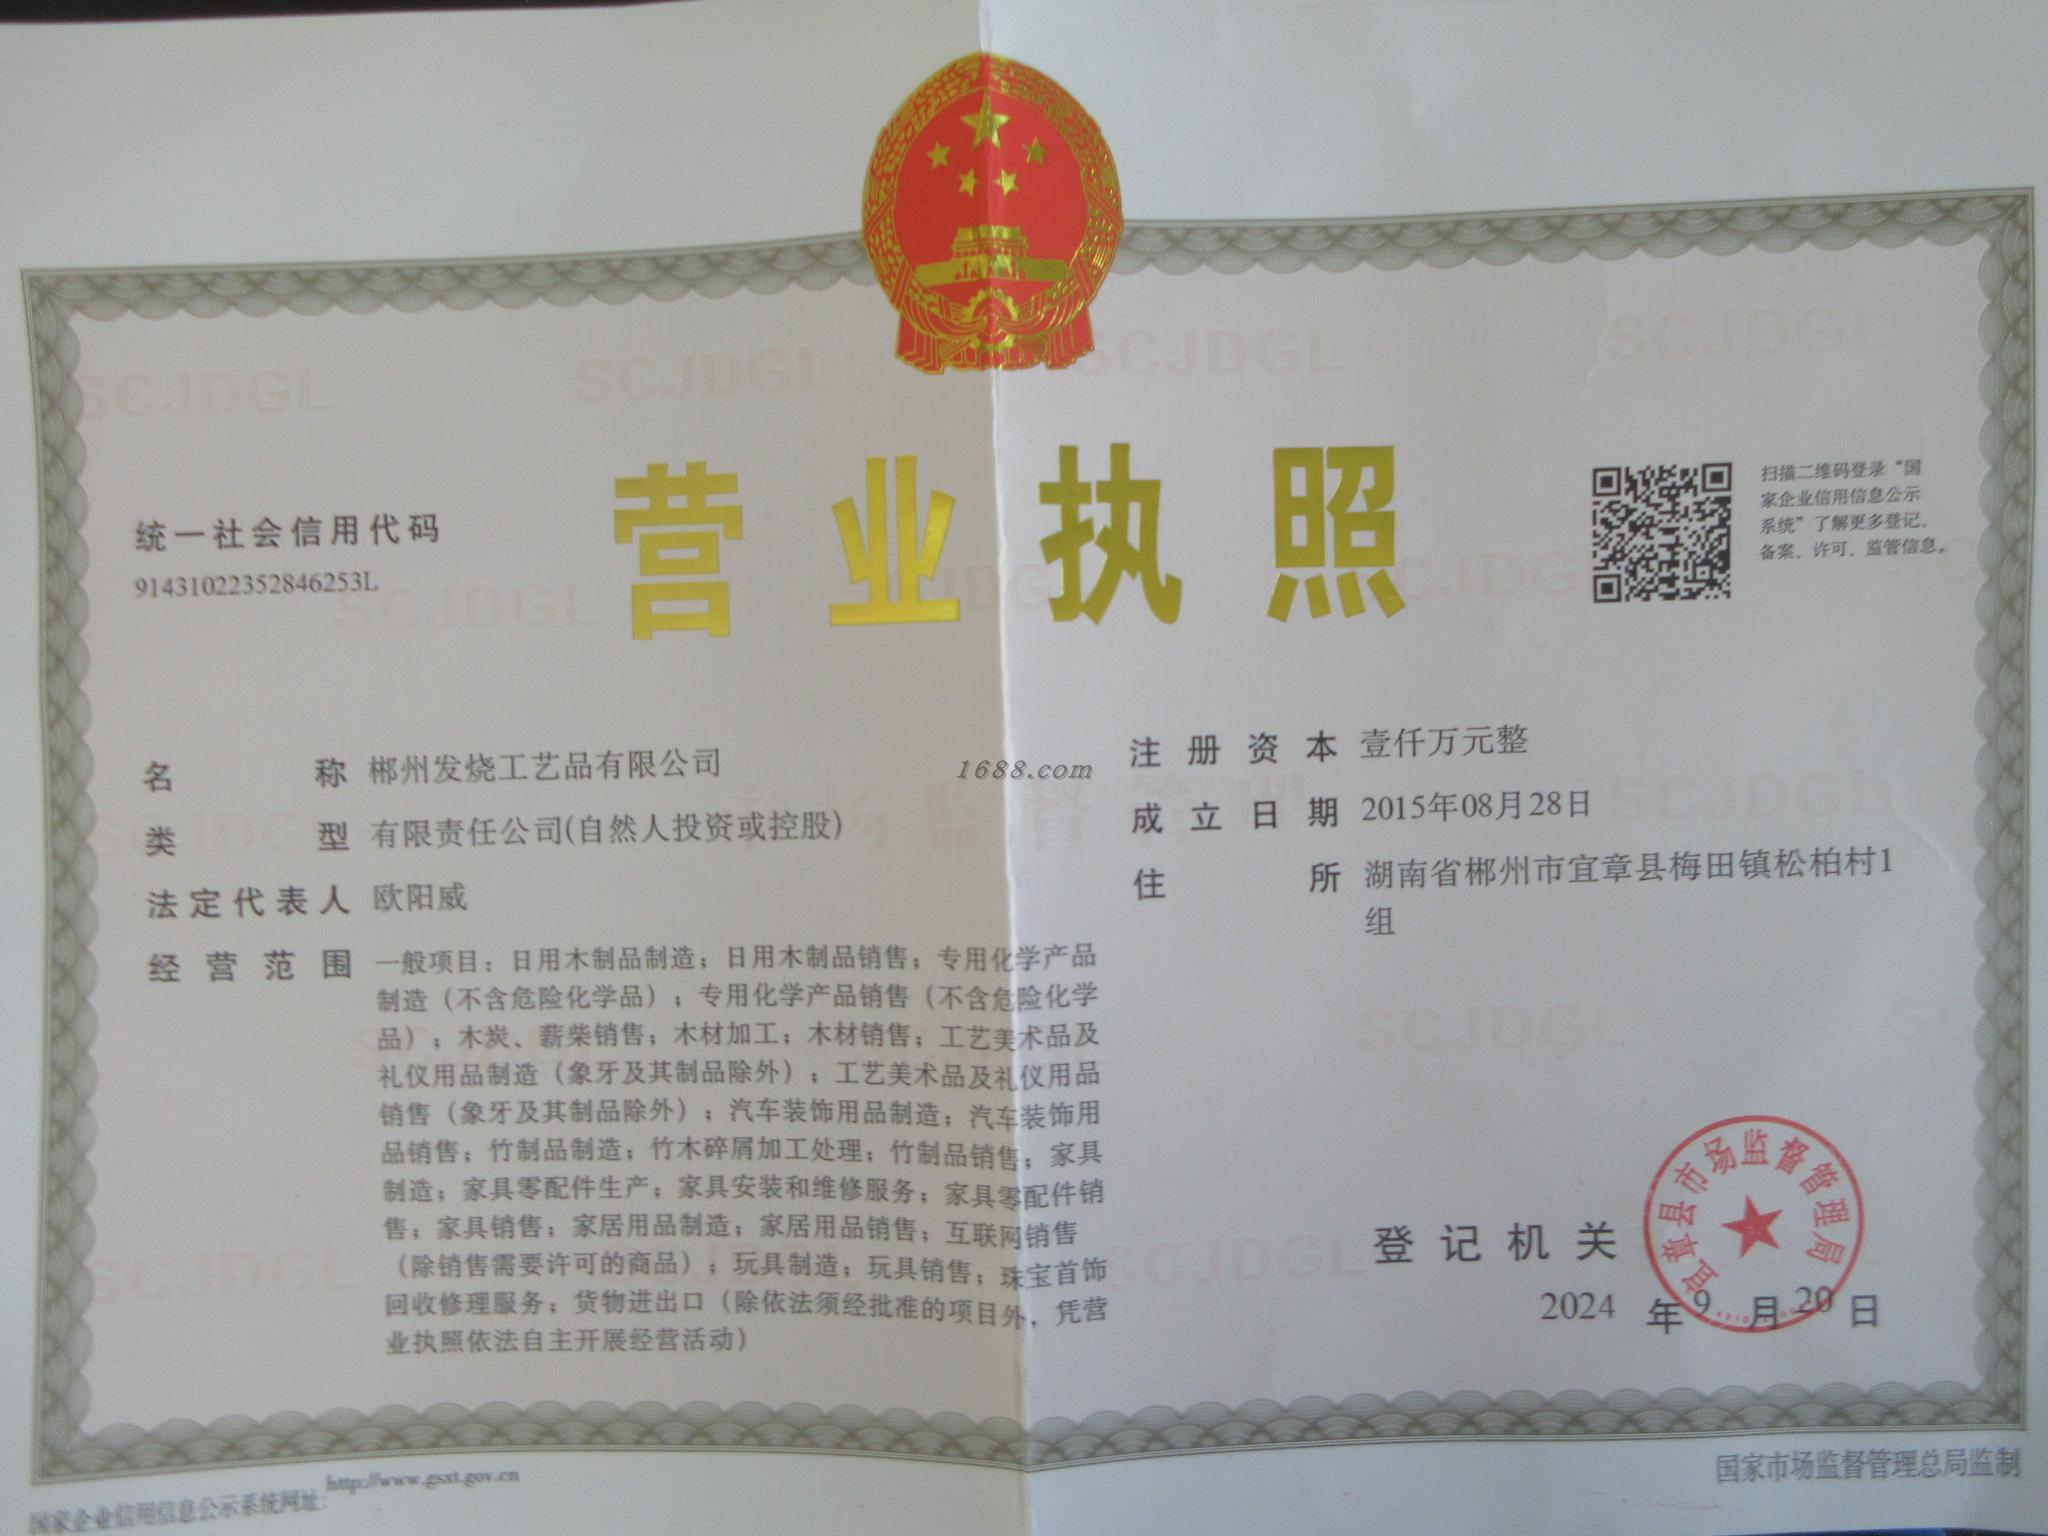 营业执照
统一社会信用代码
91431022352846253L
扫描二维码登录“国
家企业信用信息公示
系统”了解更多登记、
备案、许可、监管信息。
名称 郴州发烧工艺品有限公司
类型 有限责任公司(自然人投资或控股)
法定代表人 欧阳威
经营范围 一般项目：日用木制品制造；日用木制品销售；专用化学产品
制造（不含危险化学品）；专用化学产品销售（不含危险化学
品）；木炭、薪柴销售；木材加工；木材销售；工艺美术品及
礼仪用品制造（象牙及其制品除外）；工艺美术品及礼仪用品
销售（象牙及其制品除外）；汽车装饰用品制造；汽车装饰用
品销售；竹制品制造；竹木碎屑加工处理；竹制品销售；家具
制造；家具零配件生产；家具安装和维修服务；家具零配件销
售；家具销售；家居用品制造；家居用品销售；互联网销售
（除销售需要许可的商品）；玩具制造；玩具销售；珠宝首饰
回收修理服务；货物进出口（除依法须经批准的项目外，凭营
业执照依法自主开展经营活动）
1688.com
注册资本 壹仟万元整
成立日期 2015年08月28日
住所 湖南省郴州市宜章县梅田镇松柏村1
组
登记机关
宜章县市场监督管理局
2024年9月20日
国家企业信用信息公示系统网址：http://www.gsxt.gov.cn
国家市场监督管理总局监制